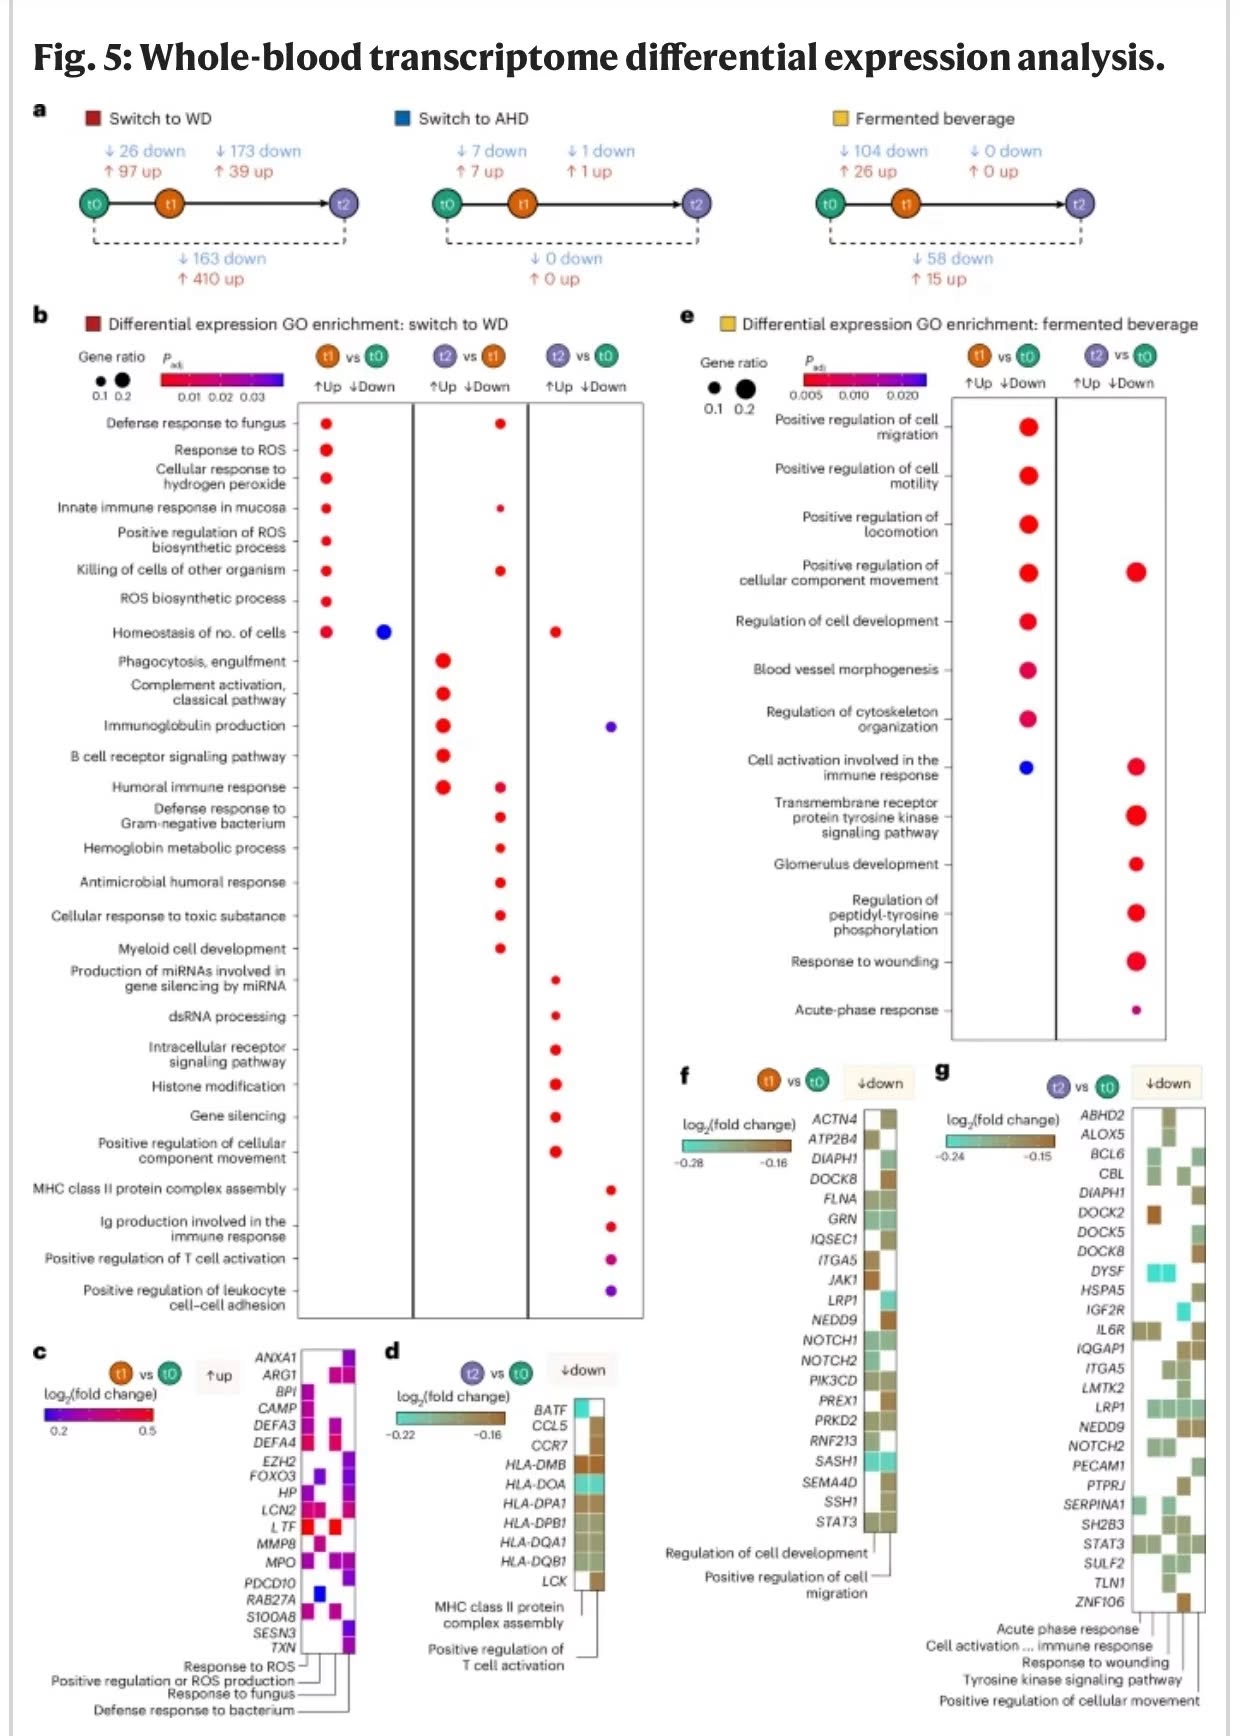 Fig. 5: Whole-blood transcriptome differential expression analysis.
a
Switch to WD
↓ 26 down
↑ 97 up
↓ 173 down
↑ 39 up
t0
t1
t2
↓ 163 down
↑ 410 up
Switch to AHD
↓ 7 down
↑ 7 up
↓ 1 down
↑ 1 up
t0
t1
t2
↓ 0 down
↑ 0 up
Fermented beverage
↓ 104 down
↑ 26 up
↓ 0 down
↑ 0 up
t0
t1
t2
↓ 58 down
↑ 15 up
b
Differential expression GO enrichment: switch to WD
Gene ratio
0.1 0.2
Padj
0.01 0.02 0.03
t1 vs t0
↑Up ↓Down
t2 vs t1
↑Up ↓Down
t2 vs t0
↑Up ↓Down
Defense response to fungus
Response to ROS
Cellular response to
hydrogen peroxide
Innate immune response in mucosa
Positive regulation of ROS
biosynthetic process
Killing of cells of other organism
ROS biosynthetic process
Homeostasis of no. of cells
Phagocytosis, engulfment
Complement activation,
classical pathway
Immunoglobulin production
B cell receptor signaling pathway
Humoral immune response
Defense response to
Gram-negative bacterium
Hemoglobin metabolic process
Antimicrobial humoral response
Cellular response to toxic substance
Myeloid cell development
Production of miRNAs involved in
gene silencing by miRNA
dsRNA processing
Intracellular receptor
signaling pathway
Histone modification
Gene silencing
Positive regulation of cellular
component movement
MHC class II protein complex assembly
Ig production involved in the
immune response
Positive regulation of T cell activation
Positive regulation of leukocyte
cell–cell adhesion
e
Differential expression GO enrichment: fermented beverage
Gene ratio
0.1 0.2
Padj
0.005 0.010 0.020
t1 vs t0
↑Up ↓Down
t2 vs t0
↑Up ↓Down
Positive regulation of cell
migration
Positive regulation of cell
motility
Positive regulation of
locomotion
Positive regulation of
cellular component movement
Regulation of cell development
Blood vessel morphogenesis
Regulation of cytoskeleton
organization
Cell activation involved in the
immune response
Transmembrane receptor
protein tyrosine kinase
signaling pathway
Glomerulus development
Regulation of
peptidyl-tyrosine
phosphorylation
Response to wounding
Acute-phase response
c
t1 vs t0
↑up
log2(fold change)
0.2 0.5
ANXA1
ARG1
BPI
CAMP
DEFA3
DEFA4
EZH2
FOXO3
HP
LCN2
LTF
MMP8
MPO
PDCD10
RAB27A
S100A8
SESN3
TXN
Response to ROS
Positive regulation or ROS production
Response to fungus
Defense response to bacterium
d
t2 vs t0
↓down
log2(fold change)
−0.22 −0.16
BATF
CCL5
CCR7
HLA-DMB
HLA-DOA
HLA-DPA1
HLA-DPB1
HLA-DQA1
HLA-DQB1
LCK
MHC class II protein
complex assembly
Positive regulation of
T cell activation
f
t1 vs t0
↓down
log2(fold change)
−0.28 −0.16
ACTN4
ATP2B4
DIAPH1
DOCK8
FLNA
GRN
IQSEC1
ITGA5
JAK1
LRP1
NEDD9
NOTCH1
NOTCH2
PIK3CD
PREX1
PRKD2
RNF213
SASH1
SEMA4D
SSH1
STAT3
Regulation of cell development
Positive regulation of cell
migration
g
t2 vs t0
↓down
log2(fold change)
−0.24 −0.15
ABHD2
ALOX5
BCL6
CBL
DIAPH1
DOCK2
DOCK5
DOCK8
DYSF
HSPA5
IGF2R
IL6R
IQGAP1
ITGA5
LMTK2
LRP1
NEDD9
NOTCH2
PECAM1
PTPRJ
SERPINA1
SH2B3
STAT3
SULF2
TLN1
ZNF106
Acute phase response
Cell activation ... immune response
Response to wounding
Tyrosine kinase signaling pathway
Positive regulation of cellular movement